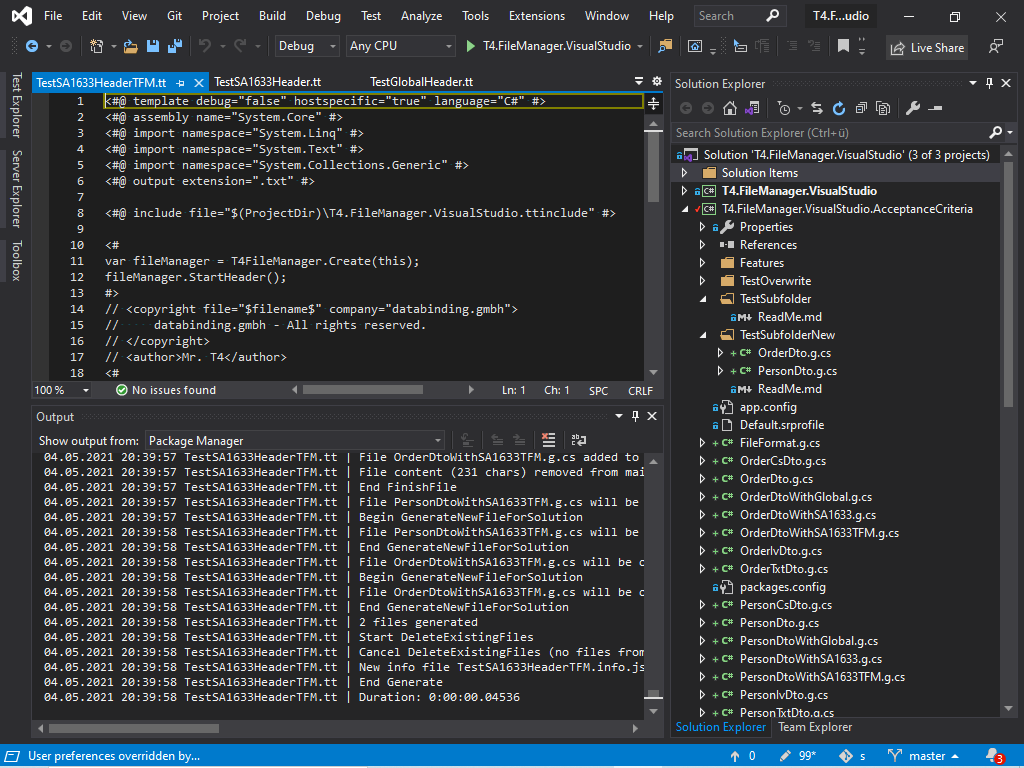 File Edit View Git Project Build Debug Test Analyze Tools Extensions Window Help Search T4.F...udio
Debug Any CPU T4.FileManager.VisualStudio Live Share
Test Explorer
Server Explorer
Toolbox
TestSA1633HeaderTFM.tt TestSA1633Header.tt TestGlobalHeader.tt
1 <#@ template debug="false" hostspecific="true" language="C#" #>
2 <#@ assembly name="System.Core" #>
3 <#@ import namespace="System.Linq" #>
4 <#@ import namespace="System.Text" #>
5 <#@ import namespace="System.Collections.Generic" #>
6 <#@ output extension=".txt" #>
7
8 <#@ include file="$(ProjectDir)\T4.FileManager.VisualStudio.ttinclude" #>
9
10 <#
11 var fileManager = T4FileManager.Create(this);
12 fileManager.StartHeader();
13 #>
14 // <copyright file="$filename$" company="databinding.gmbh">
15 //     databinding.gmbh - All rights reserved.
16 // </copyright>
17 // <author>Mr. T4</author>
18 <#
100 % No issues found Ln: 1 Ch: 1 SPC CRLF
Output
Show output from: Package Manager
04.05.2021 20:39:57 TestSA1633HeaderTFM.tt | File OrderDtoWithSA1633TFM.g.cs added to
04.05.2021 20:39:57 TestSA1633HeaderTFM.tt | File content (231 chars) removed from mai
04.05.2021 20:39:57 TestSA1633HeaderTFM.tt | End FinishFile
04.05.2021 20:39:57 TestSA1633HeaderTFM.tt | File PersonDtoWithSA1633TFM.g.cs will be
04.05.2021 20:39:57 TestSA1633HeaderTFM.tt | Begin GenerateNewFileForSolution
04.05.2021 20:39:58 TestSA1633HeaderTFM.tt | File PersonDtoWithSA1633TFM.g.cs will be
04.05.2021 20:39:58 TestSA1633HeaderTFM.tt | End GenerateNewFileForSolution
04.05.2021 20:39:58 TestSA1633HeaderTFM.tt | File OrderDtoWithSA1633TFM.g.cs will be c
04.05.2021 20:39:58 TestSA1633HeaderTFM.tt | Begin GenerateNewFileForSolution
04.05.2021 20:39:58 TestSA1633HeaderTFM.tt | File OrderDtoWithSA1633TFM.g.cs will be c
04.05.2021 20:39:58 TestSA1633HeaderTFM.tt | End GenerateNewFileForSolution
04.05.2021 20:39:58 TestSA1633HeaderTFM.tt | 2 files generated
04.05.2021 20:39:58 TestSA1633HeaderTFM.tt | Start DeleteExistingFiles
04.05.2021 20:39:58 TestSA1633HeaderTFM.tt | Cancel DeleteExistingFiles (no files from
04.05.2021 20:39:58 TestSA1633HeaderTFM.tt | New info file TestSA1633HeaderTFM.info.js
04.05.2021 20:39:58 TestSA1633HeaderTFM.tt | End Generate
04.05.2021 20:39:58 TestSA1633HeaderTFM.tt | Duration: 0:00:00.04536
Solution Explorer
Search Solution Explorer (Ctrl+ü)
Solution 'T4.FileManager.VisualStudio' (3 of 3 projects)
Solution Items
C# T4.FileManager.VisualStudio
C# T4.FileManager.VisualStudio.AcceptanceCriteria
Properties
References
Features
TestOverwrite
TestSubfolder
M+ ReadMe.md
TestSubfolderNew
+ C# OrderDto.g.cs
+ C# PersonDto.g.cs
M+ ReadMe.md
app.config
Default.srprofile
+ C# FileFormat.g.cs
+ C# OrderCsDto.g.cs
+ C# OrderDto.g.cs
+ C# OrderDtoWithGlobal.g.cs
+ C# OrderDtoWithSA1633.g.cs
+ C# OrderDtoWithSA1633TFM.g.cs
+ C# OrderIvDto.g.cs
+ C# OrderTxtDto.g.cs
packages.config
+ C# PersonCsDto.g.cs
+ C# PersonDto.g.cs
+ C# PersonDtoWithGlobal.g.cs
+ C# PersonDtoWithSA1633.g.cs
+ C# PersonDtoWithSA1633TFM.g.cs
+ C# PersonIvDto.g.cs
+ C# PersonTxtDto.g.cs
Solution Explorer Team Explorer
User preferences overridden by... 0 99* s master 3